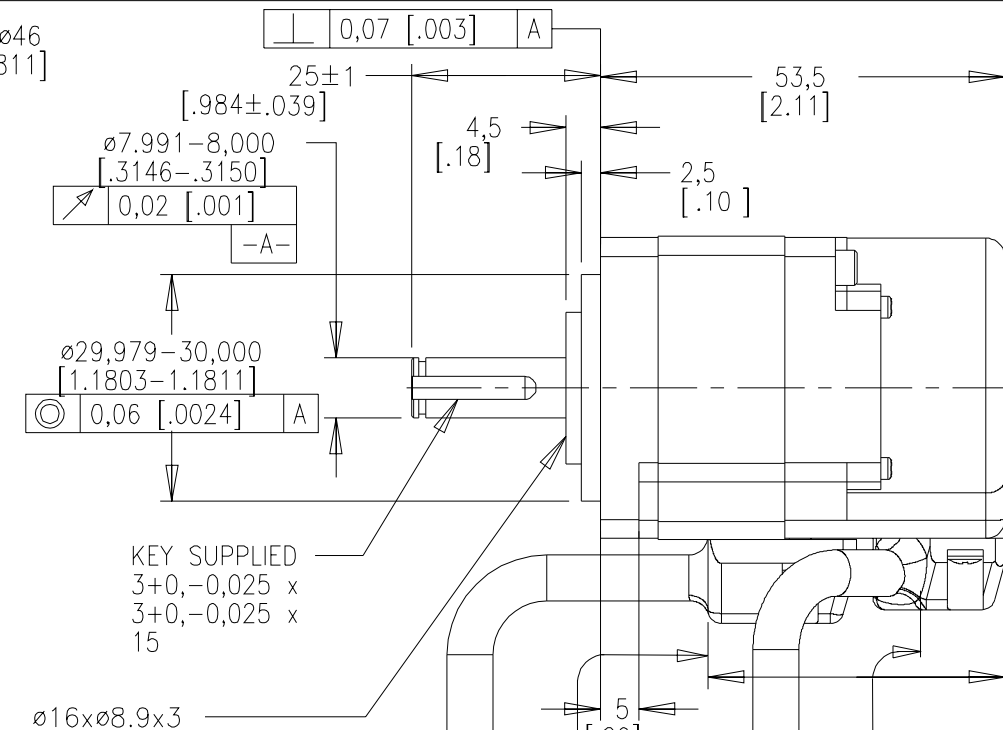 ø46
811]
0,07 [.003] A
25±1
[.984±.039]
53,5
[2.11]
4,5
[.18]
ø7.991-8,000
[.3146-.3150]
0,02 [.001]
-A-
2,5
[.10 ]
ø29,979-30,000
[1.1803-1.1811]
0,06 [.0024] A
KEY SUPPLIED
3+0,-0,025 x
3+0,-0,025 x
15
ø16xø8.9x3
5